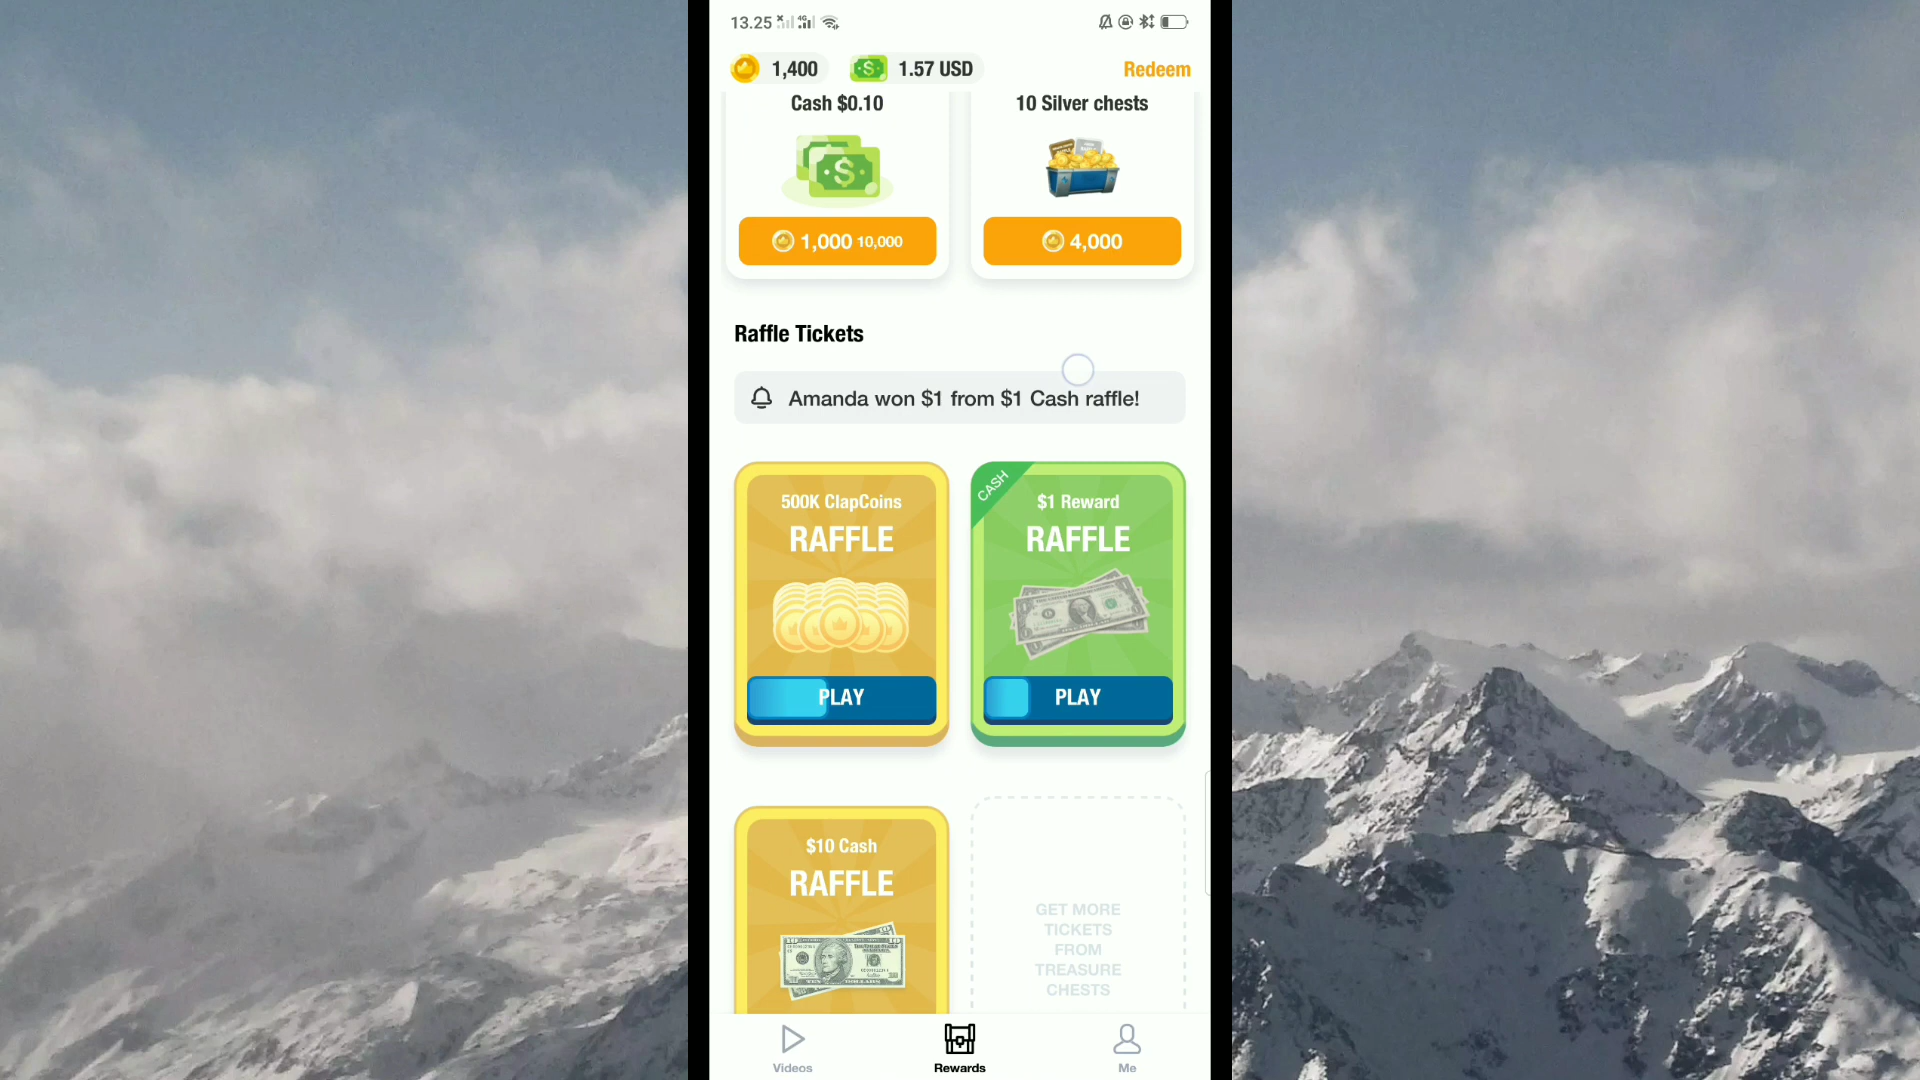 13.25
1,400
1.57 USD
Redeem
Cash $0.10
10 Silver chests
1,000 10,000
4,000
Raffle Tickets
Amanda won $1 from $1 Cash raffle!
500K ClapCoins
RAFFLE
PLAY
CASH
$1 Reward
RAFFLE
PLAY
$10 Cash
RAFFLE
GET MORE
TICKETS
FROM
TREASURE
CHESTS
Videos
Rewards
Me